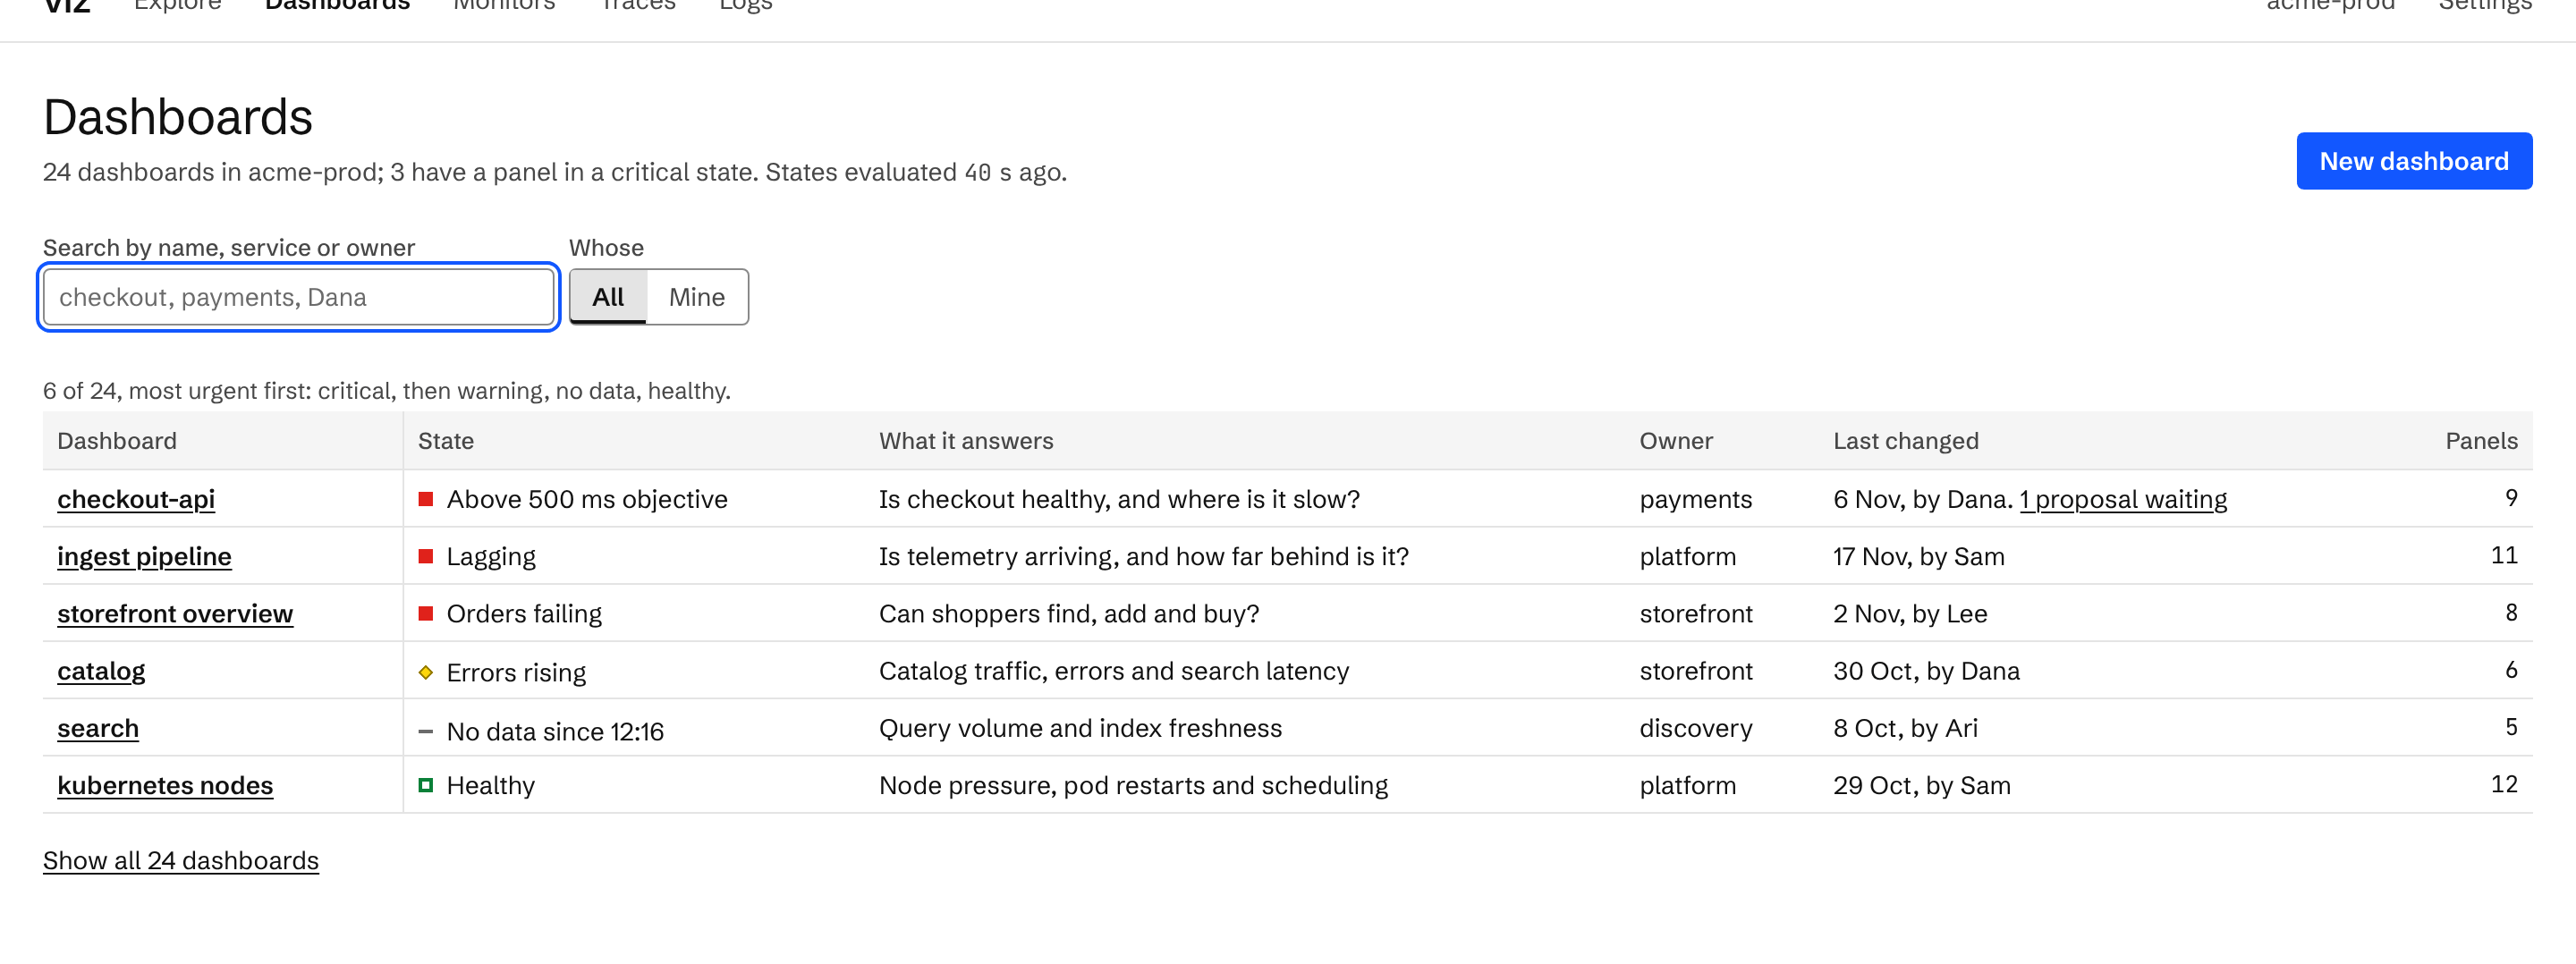 viz Explore Dashboards Monitors Traces Logs acme-prod Settings
Dashboards
24 dashboards in acme-prod; 3 have a panel in a critical state. States evaluated 40 s ago.
New dashboard
Search by name, service or owner Whose
checkout, payments, Dana All Mine
6 of 24, most urgent first: critical, then warning, no data, healthy.
Dashboard State What it answers Owner Last changed Panels
checkout-api Above 500 ms objective Is checkout healthy, and where is it slow? payments 6 Nov, by Dana. 1 proposal waiting 9
ingest pipeline Lagging Is telemetry arriving, and how far behind is it? platform 17 Nov, by Sam 11
storefront overview Orders failing Can shoppers find, add and buy? storefront 2 Nov, by Lee 8
catalog Errors rising Catalog traffic, errors and search latency storefront 30 Oct, by Dana 6
search No data since 12:16 Query volume and index freshness discovery 8 Oct, by Ari 5
kubernetes nodes Healthy Node pressure, pod restarts and scheduling platform 29 Oct, by Sam 12
Show all 24 dashboards